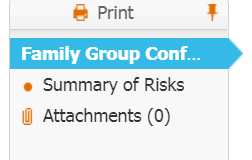 Print
Family Group Conf...
Summary of Risks
Attachments (0)